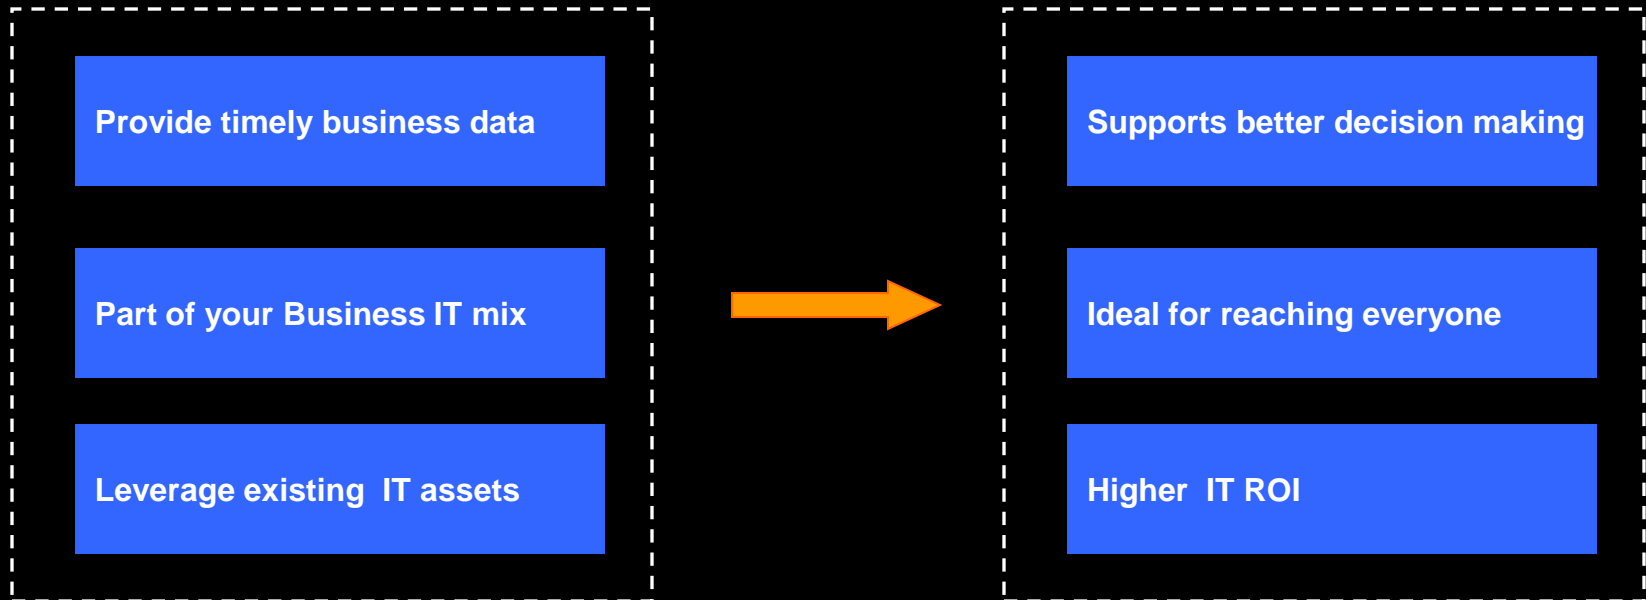 Provide timely business data
Part of your Business IT mix
Leverage existing  IT assets
Supports better decision making
Ideal for reaching everyone
Higher  IT ROI